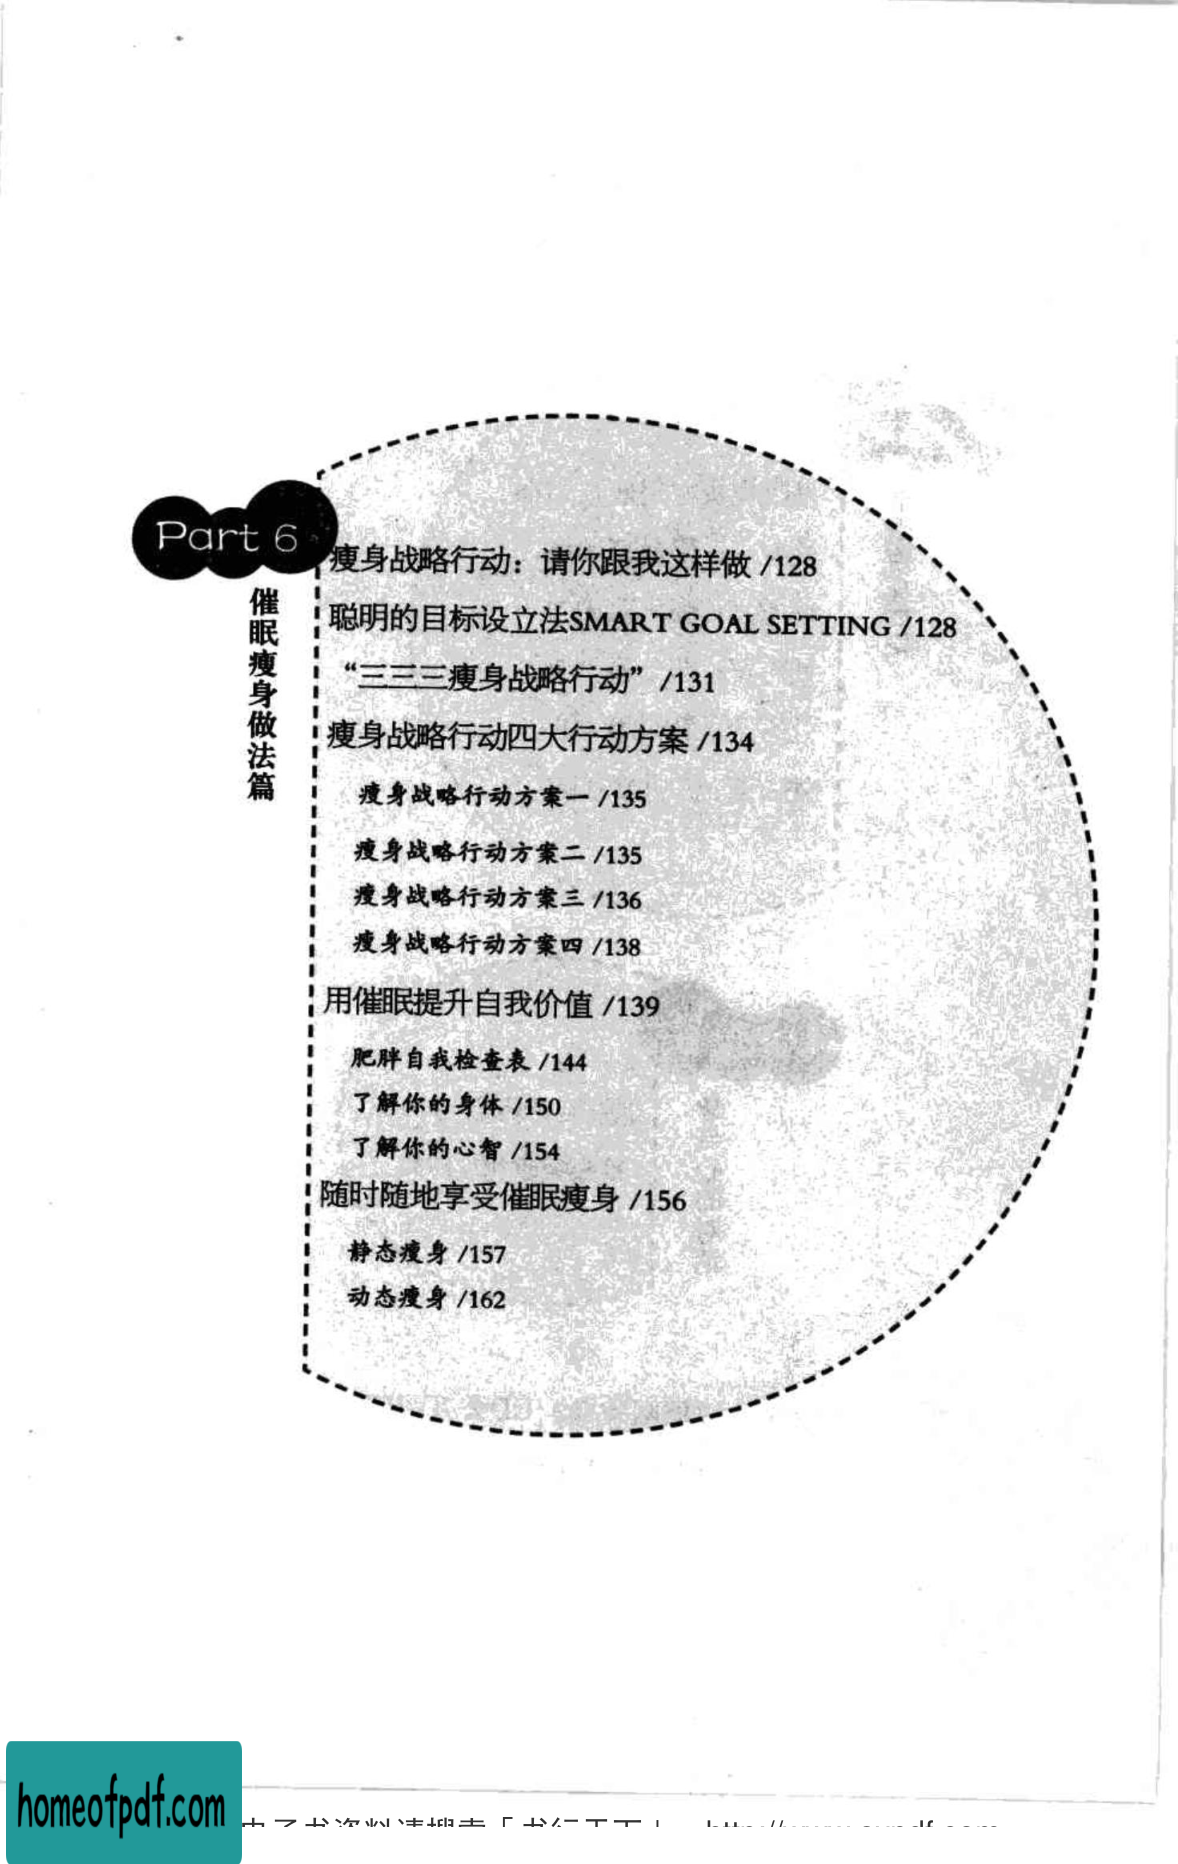 Part 6
催眠瘦身做法篇
瘦身战略行动：请你跟我这样做 /128
聪明的目标设立法SMART GOAL SETTING /128
“三三三瘦身战略行动” /131
瘦身战略行动四大行动方案 /134
瘦身战略行动方案一 /135
瘦身战略行动方案二 /135
瘦身战略行动方案三 /136
瘦身战略行动方案四 /138
用催眠提升自我价值 /139
肥胖自我检查表 /144
了解你的身体 /150
了解你的心智 /154
随时随地享受催眠瘦身 /156
静态瘦身 /157
动态瘦身 /162
homeofpdf.com